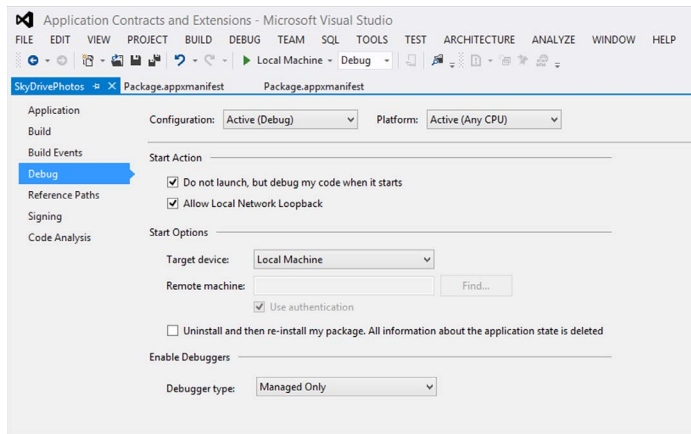 Application Contracts and Extensions - Microsoft Visual Studio
FILE EDIT VIEW PROJECT BUILD DEBUG TEAM SQL TOOLS TEST ARCHITECTURE ANALYZE WINDOW HELP
Local Machine Debug
SkyDrivePhotos Package.appxmanifest Package.appxmanifest
Application
Build
Build Events
Debug
Reference Paths
Signing
Code Analysis
Configuration: Active (Debug) Platform: Active (Any CPU)
Start Action
Do not launch, but debug my code when it starts
Allow Local Network Loopback
Start Options
Target device: Local Machine
Remote machine: Find...
Use authentication
Uninstall and then re-install my package. All information about the application state is deleted
Enable Debuggers
Debugger type: Managed Only